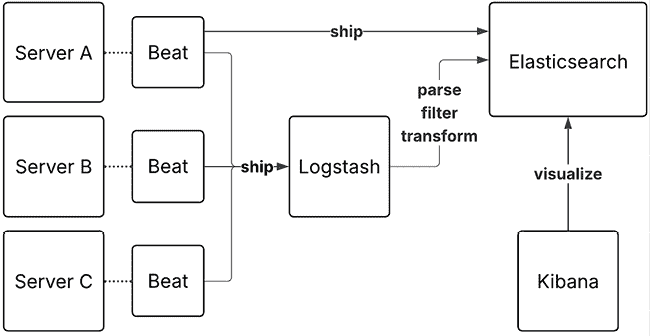 Server A
Beat
ship
Elasticsearch
parse
filter
transform
Server B
Beat
ship
Logstash
visualize
Server C
Beat
Kibana